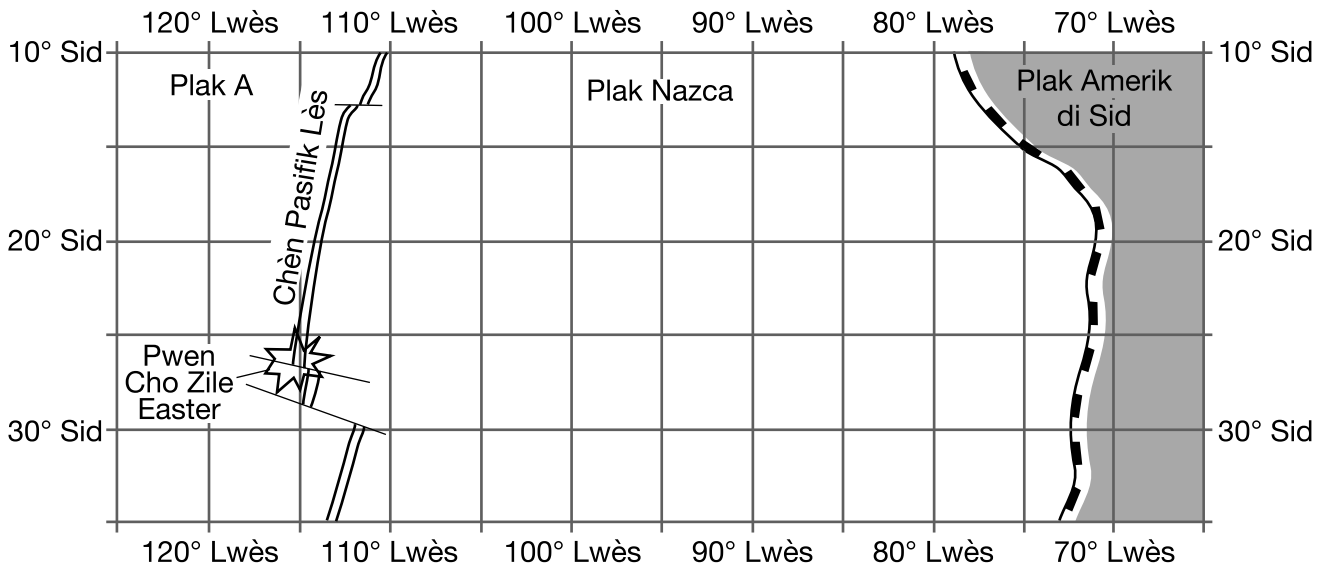 120° Lwès 110° Lwès 100° Lwès 90° Lwès 80° Lwès 70° Lwès
10° Sid 10° Sid
Plak A
Plak Nazca
Plak Amerik
di Sid
Chèn Pasifik Lès
20° Sid 20° Sid
Pwen
Cho Zile
Easter
30° Sid 30° Sid
120° Lwès 110° Lwès 100° Lwès 90° Lwès 80° Lwès 70° Lwès